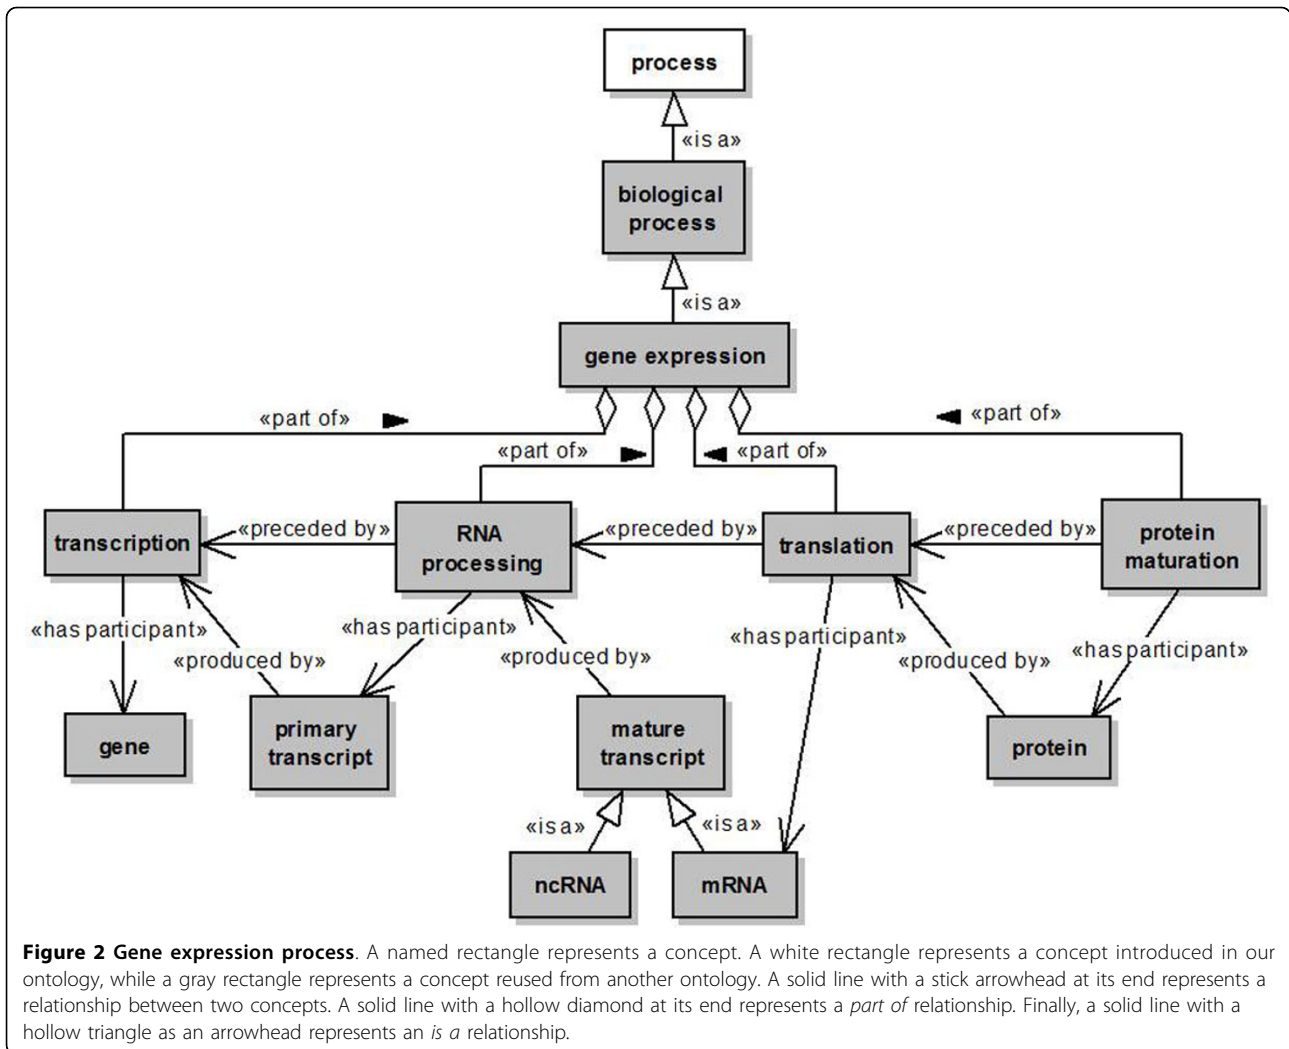 process
«is a»
biological
process
«is a»
gene expression
«part of»
«part of»
«part of»
«part of»
transcription
«preceded by»
RNA
processing
«preceded by»
translation
«preceded by»
protein
maturation
«has participant»
«produced by»
«has participant»
«produced by»
«has participant»
«produced by»
«has participant»
gene
primary
transcript
mature
transcript
protein
«is a»
«is a»
ncRNA
mRNA
Figure 2 Gene expression process. A named rectangle represents a concept. A white rectangle represents a concept introduced in our
ontology, while a gray rectangle represents a concept reused from another ontology. A solid line with a stick arrowhead at its end represents a
relationship between two concepts. A solid line with a hollow diamond at its end represents a part of relationship. Finally, a solid line with a
hollow triangle as an arrowhead represents an is a relationship.